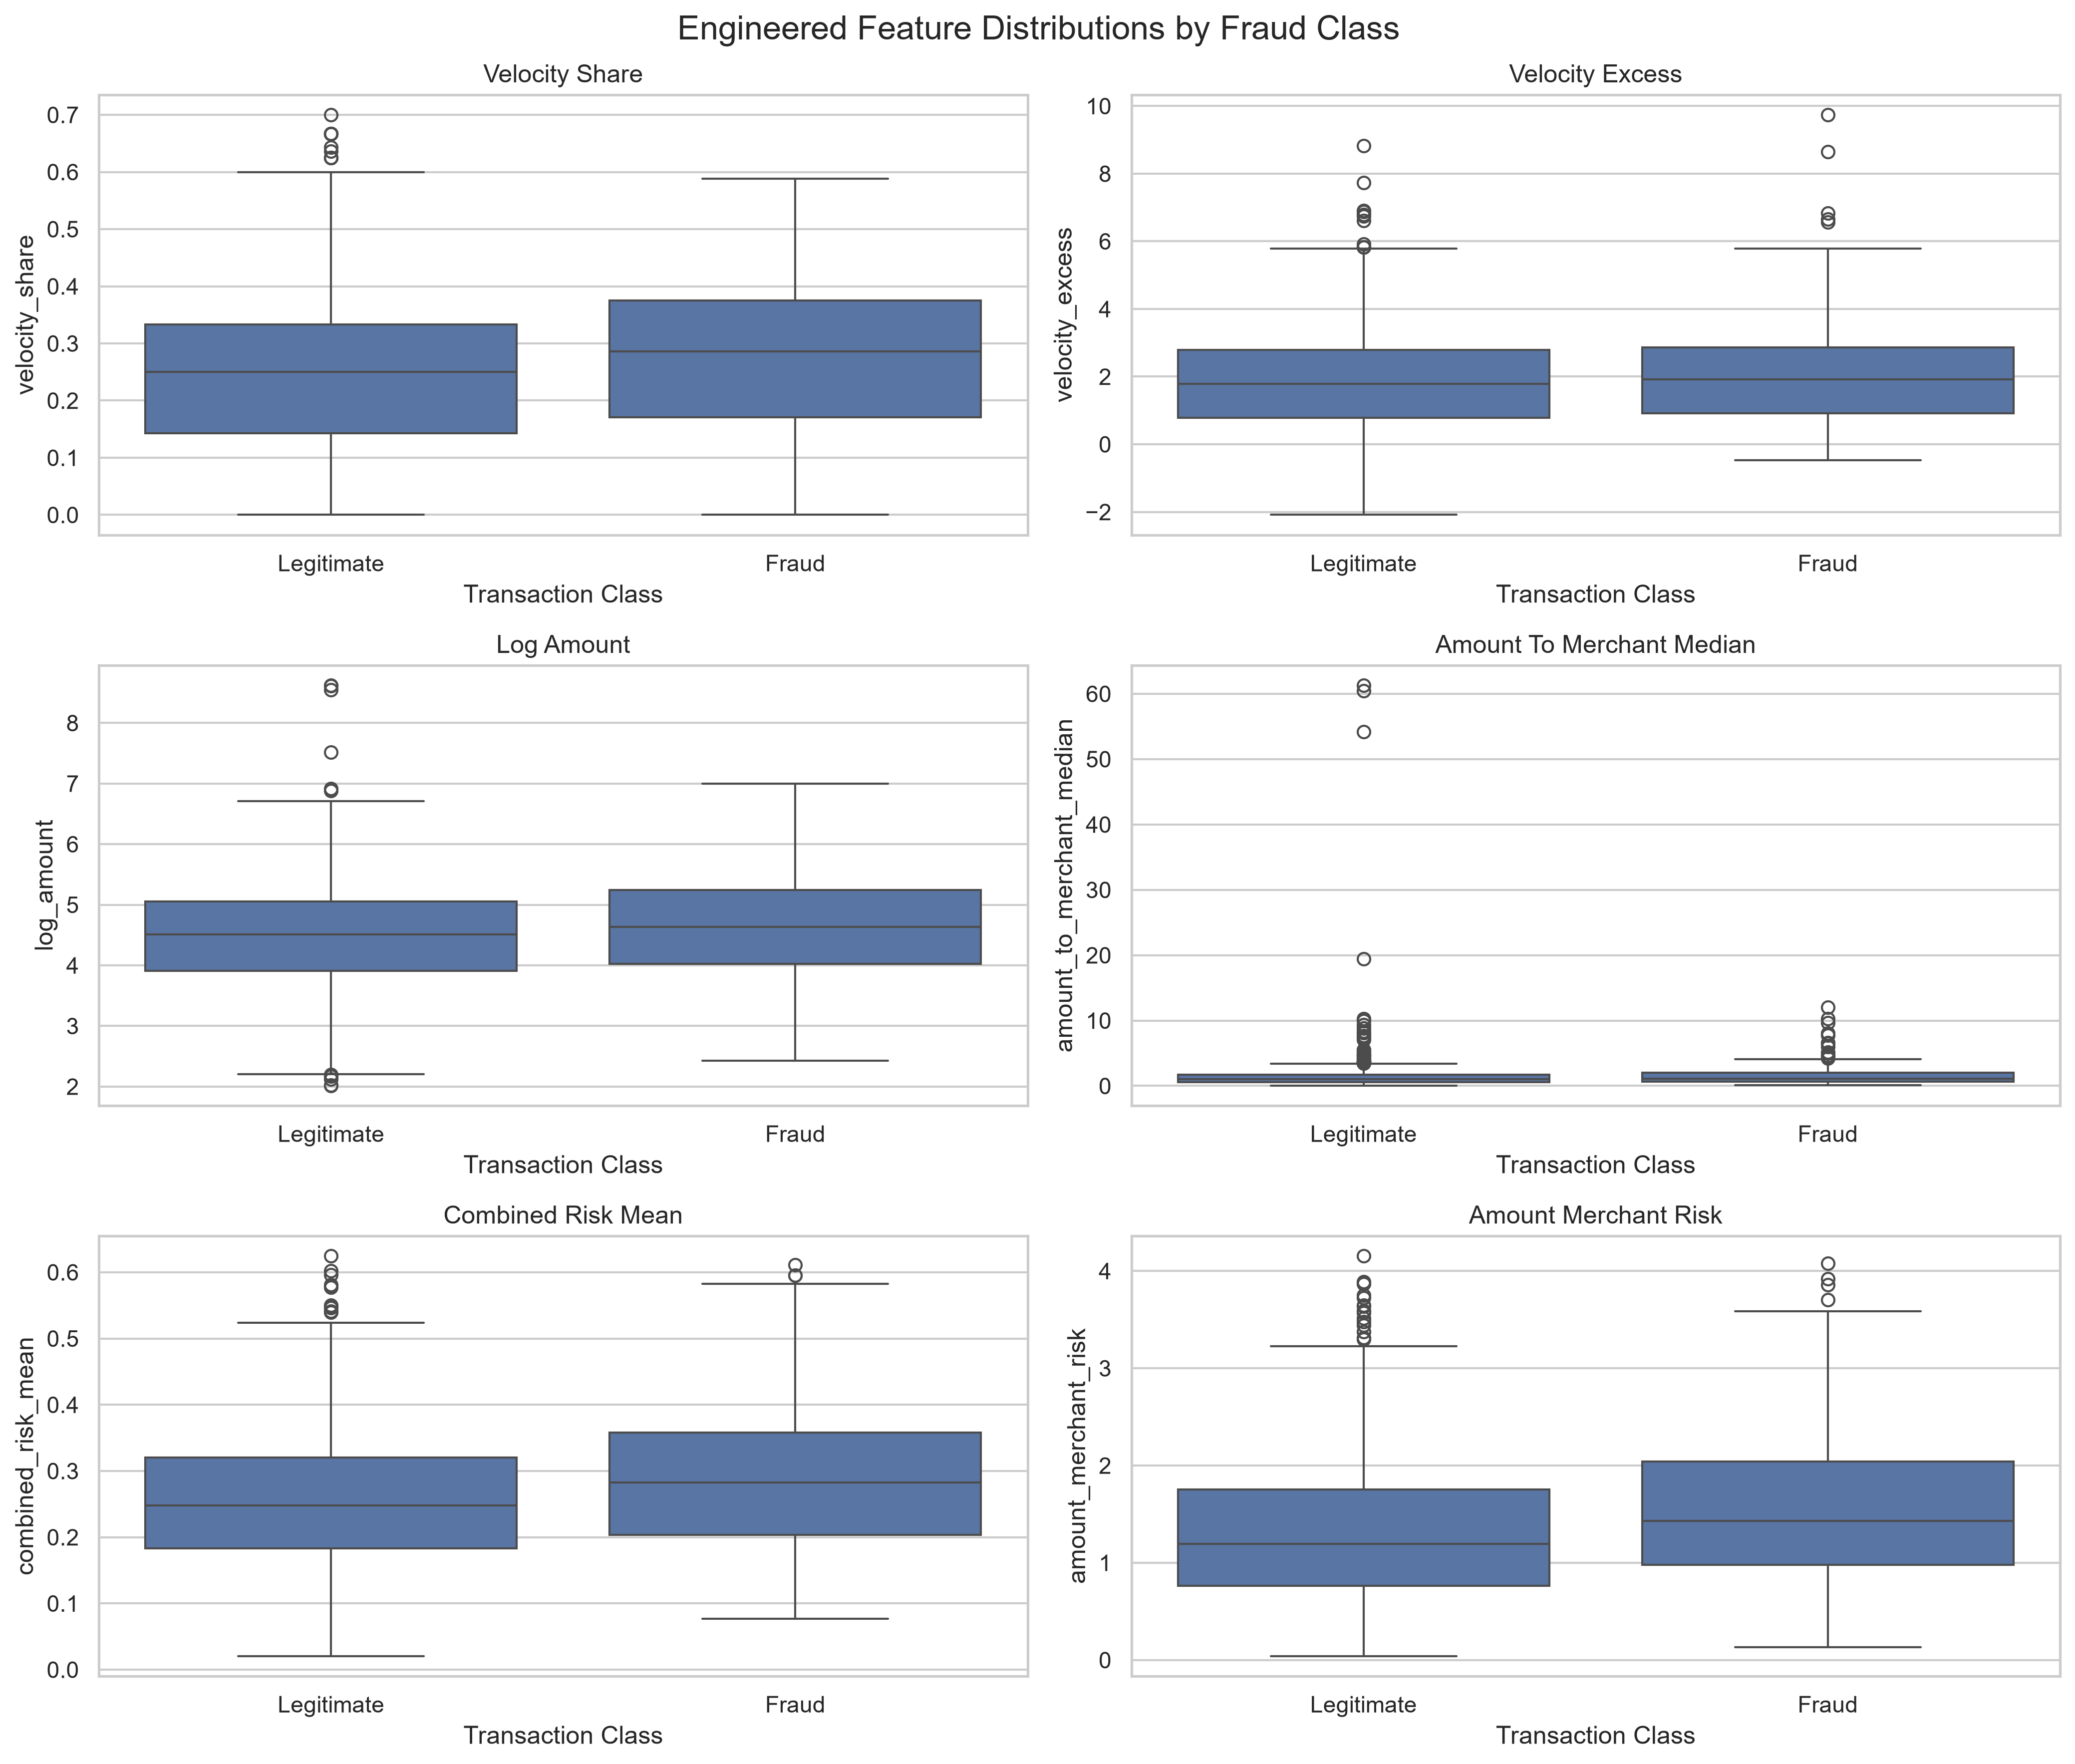 Engineered Feature Distributions by Fraud Class
Velocity Share
velocity_share
0.7
0.6
0.5
0.4
0.3
0.2
0.1
0.0
Legitimate Fraud
Transaction Class
Velocity Excess
velocity_excess
10
8
6
4
2
0
−2
Legitimate Fraud
Transaction Class
Log Amount
log_amount
8
7
6
5
4
3
2
Legitimate Fraud
Transaction Class
Amount To Merchant Median
amount_to_merchant_median
60
50
40
30
20
10
0
Legitimate Fraud
Transaction Class
Combined Risk Mean
combined_risk_mean
0.6
0.5
0.4
0.3
0.2
0.1
0.0
Legitimate Fraud
Transaction Class
Amount Merchant Risk
amount_merchant_risk
4
3
2
1
0
Legitimate Fraud
Transaction Class